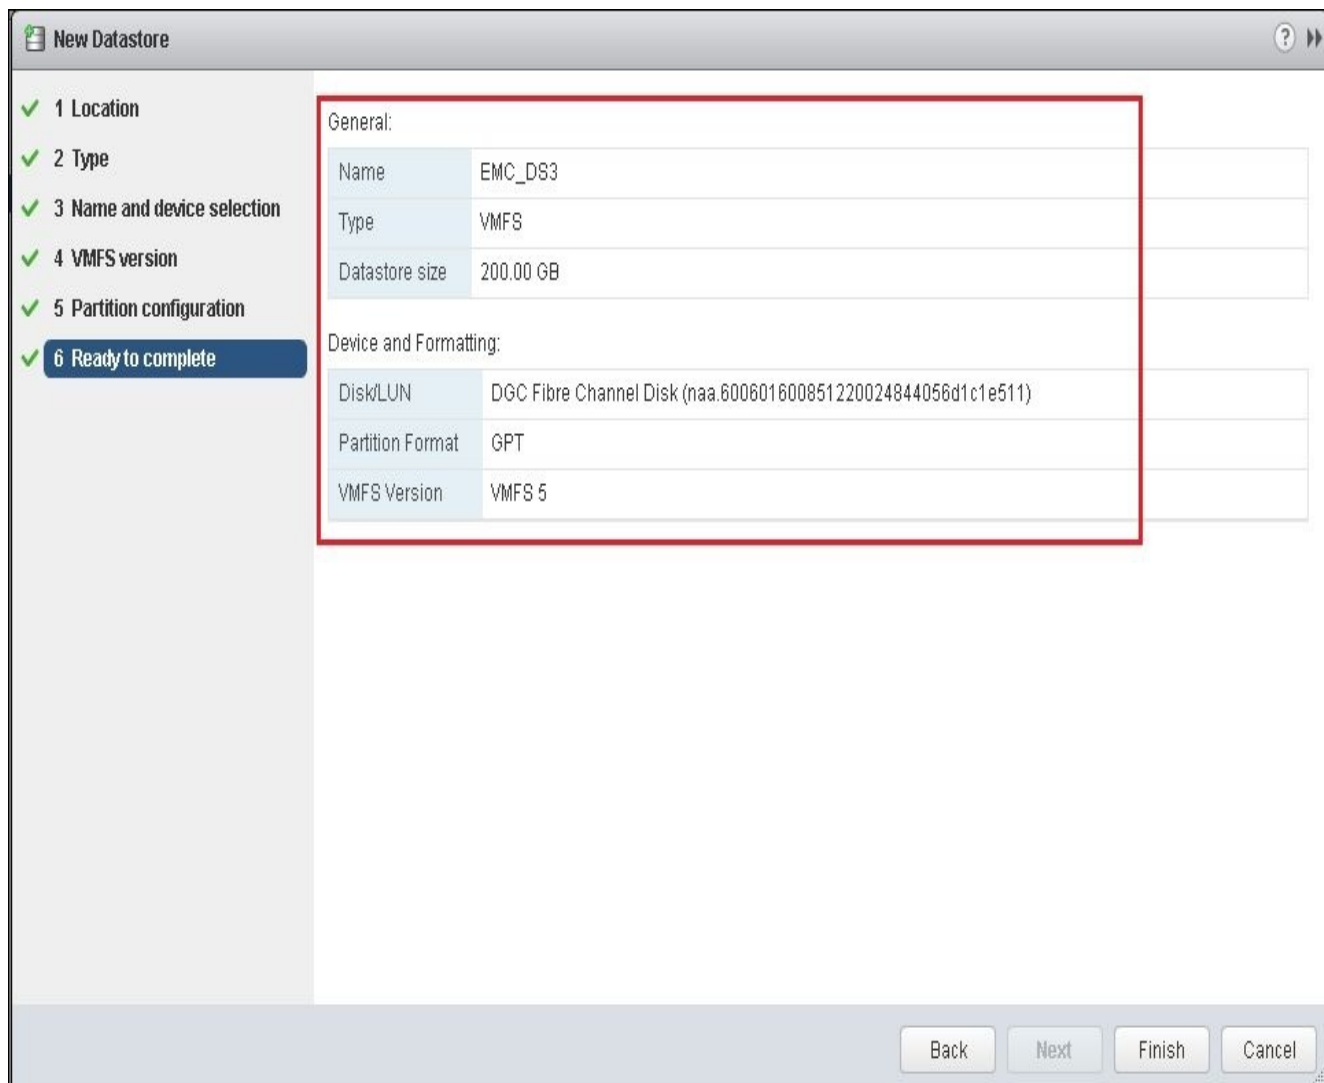 New Datastore
?
1 Location
2 Type
3 Name and device selection
4 VMFS version
5 Partition configuration
6 Ready to complete
General:
Name EMC_DS3
Type VMFS
Datastore size 200.00 GB
Device and Formatting:
Disk/LUN DGC Fibre Channel Disk (naa.600601600851220024844056d1c1e511)
Partition Format GPT
VMFS Version VMFS 5
Back Next Finish Cancel